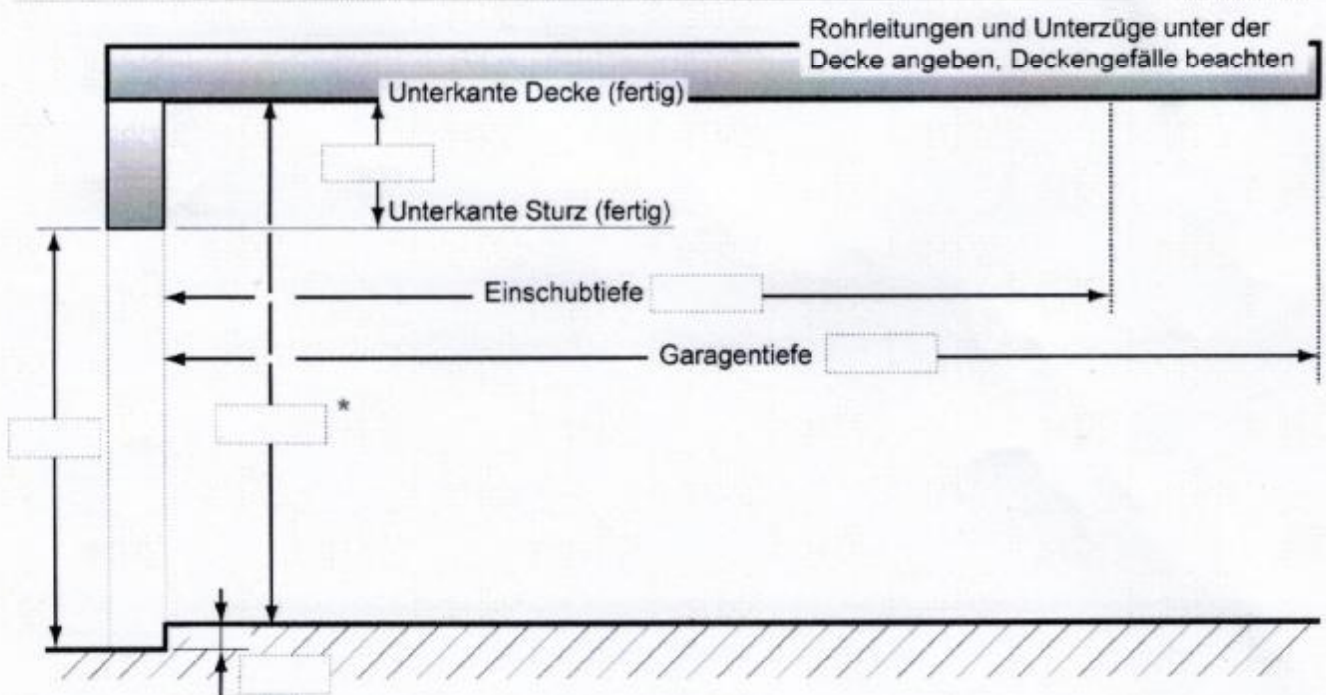 Rohrleitungen und Unterzüge unter der
Decke angeben, Deckengefälle beachten
Unterkante Decke (fertig)
Unterkante Sturz (fertig)
Einschubtiefe
Garagentiefe
*